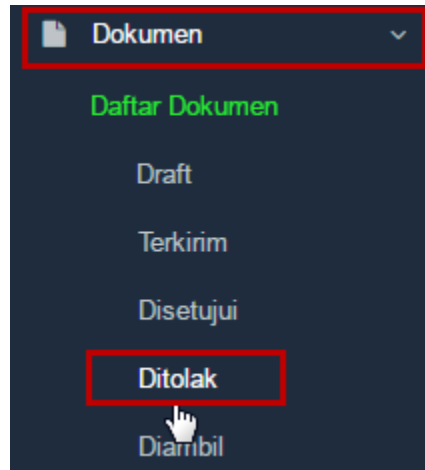 Dokumen
Daftar Dokumen
Draft
Terkirim
Disetujui
Ditolak
Diambil